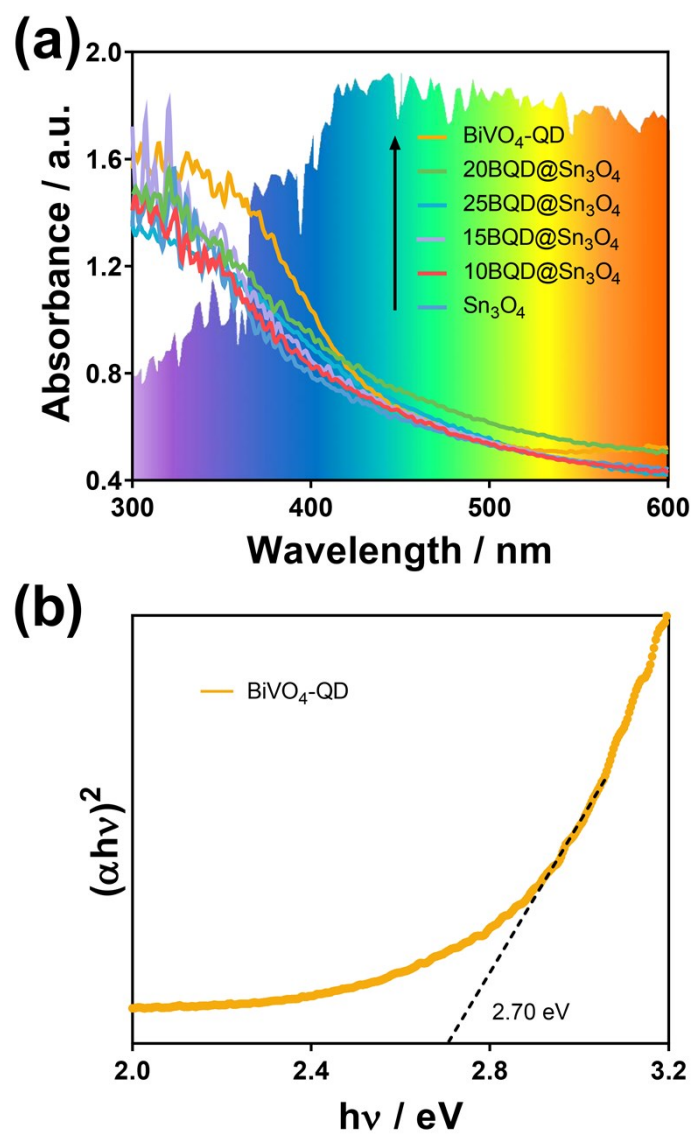 (a)
2.0
1.6
1.2
0.8
0.4
Absorbance / a.u.
BiVO₄-QD
20BQD@Sn₃O₄
25BQD@Sn₃O₄
15BQD@Sn₃O₄
10BQD@Sn₃O₄
Sn₃O₄
300 400 500 600
Wavelength / nm
(b)
BiVO₄-QD
(αhν)²
2.70 eV
2.0 2.4 2.8 3.2
hν / eV